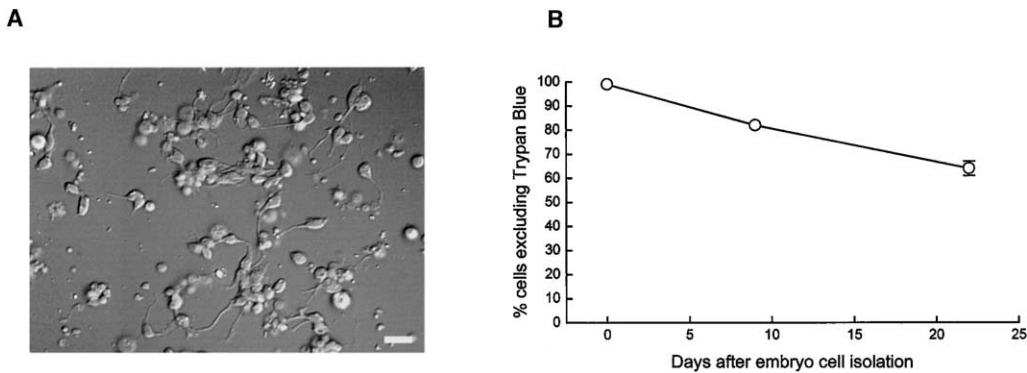 A
B
% cells excluding Trypan Blue
100
90
80
70
60
50
40
30
20
10
0
0 5 10 15 20 25
Days after embryo cell isolation